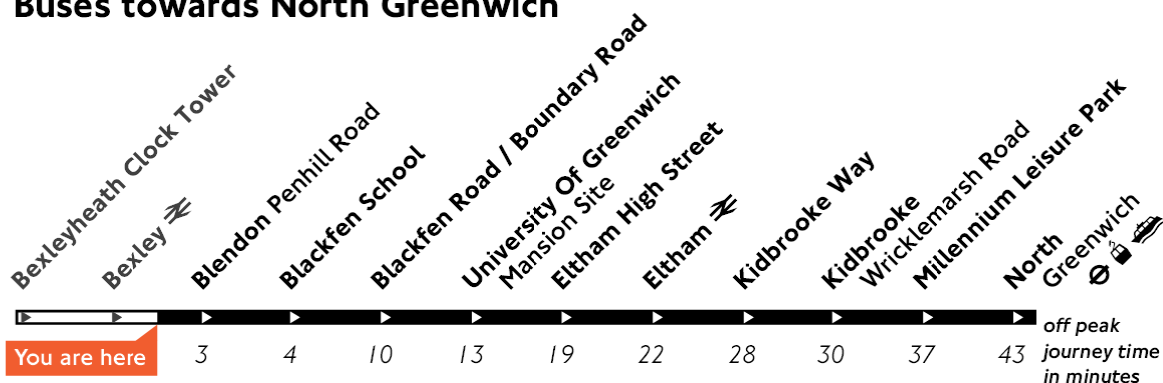 Buses towards North Greenwich
Bexleyheath Clock Tower
Bexley
Blendon Penhill Road
Blackfen School
Blackfen Road / Boundary Road
University Of Greenwich
Mansion Site
Eltham High Street
Eltham
Kidbrooke Way
Kidbrooke
Wricklemarsh Road
Millennium Leisure Park
North
Greenwich
You are here
3 4 10 13 19 22 28 30 37 43
off peak
journey time
in minutes